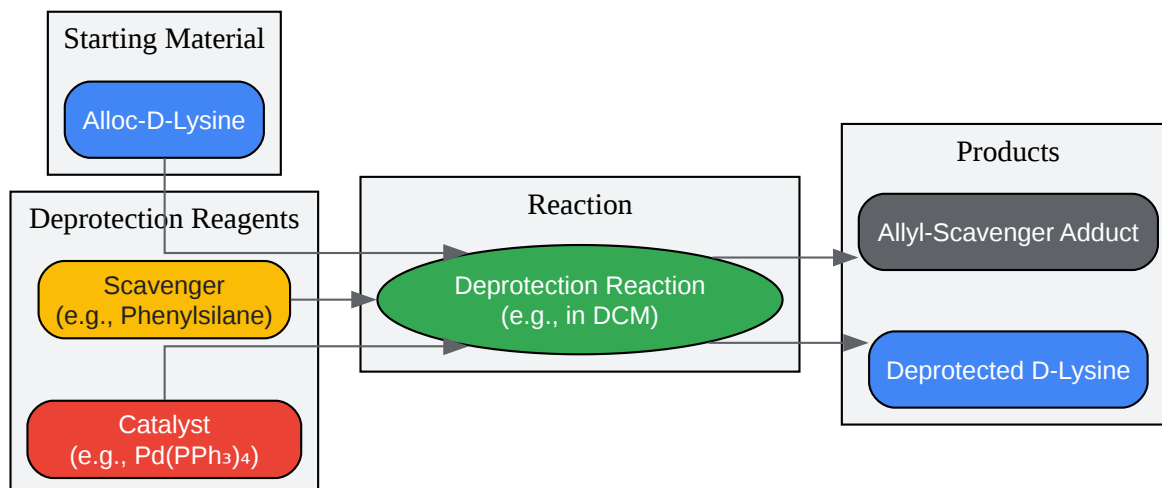 Starting Material
Alloc-D-Lysine
Deprotection Reagents
Scavenger
(e.g., Phenylsilane)
Catalyst
(e.g., Pd(PPh₃)₄)
Reaction
Deprotection Reaction
(e.g., in DCM)
Products
Allyl-Scavenger Adduct
Deprotected D-Lysine